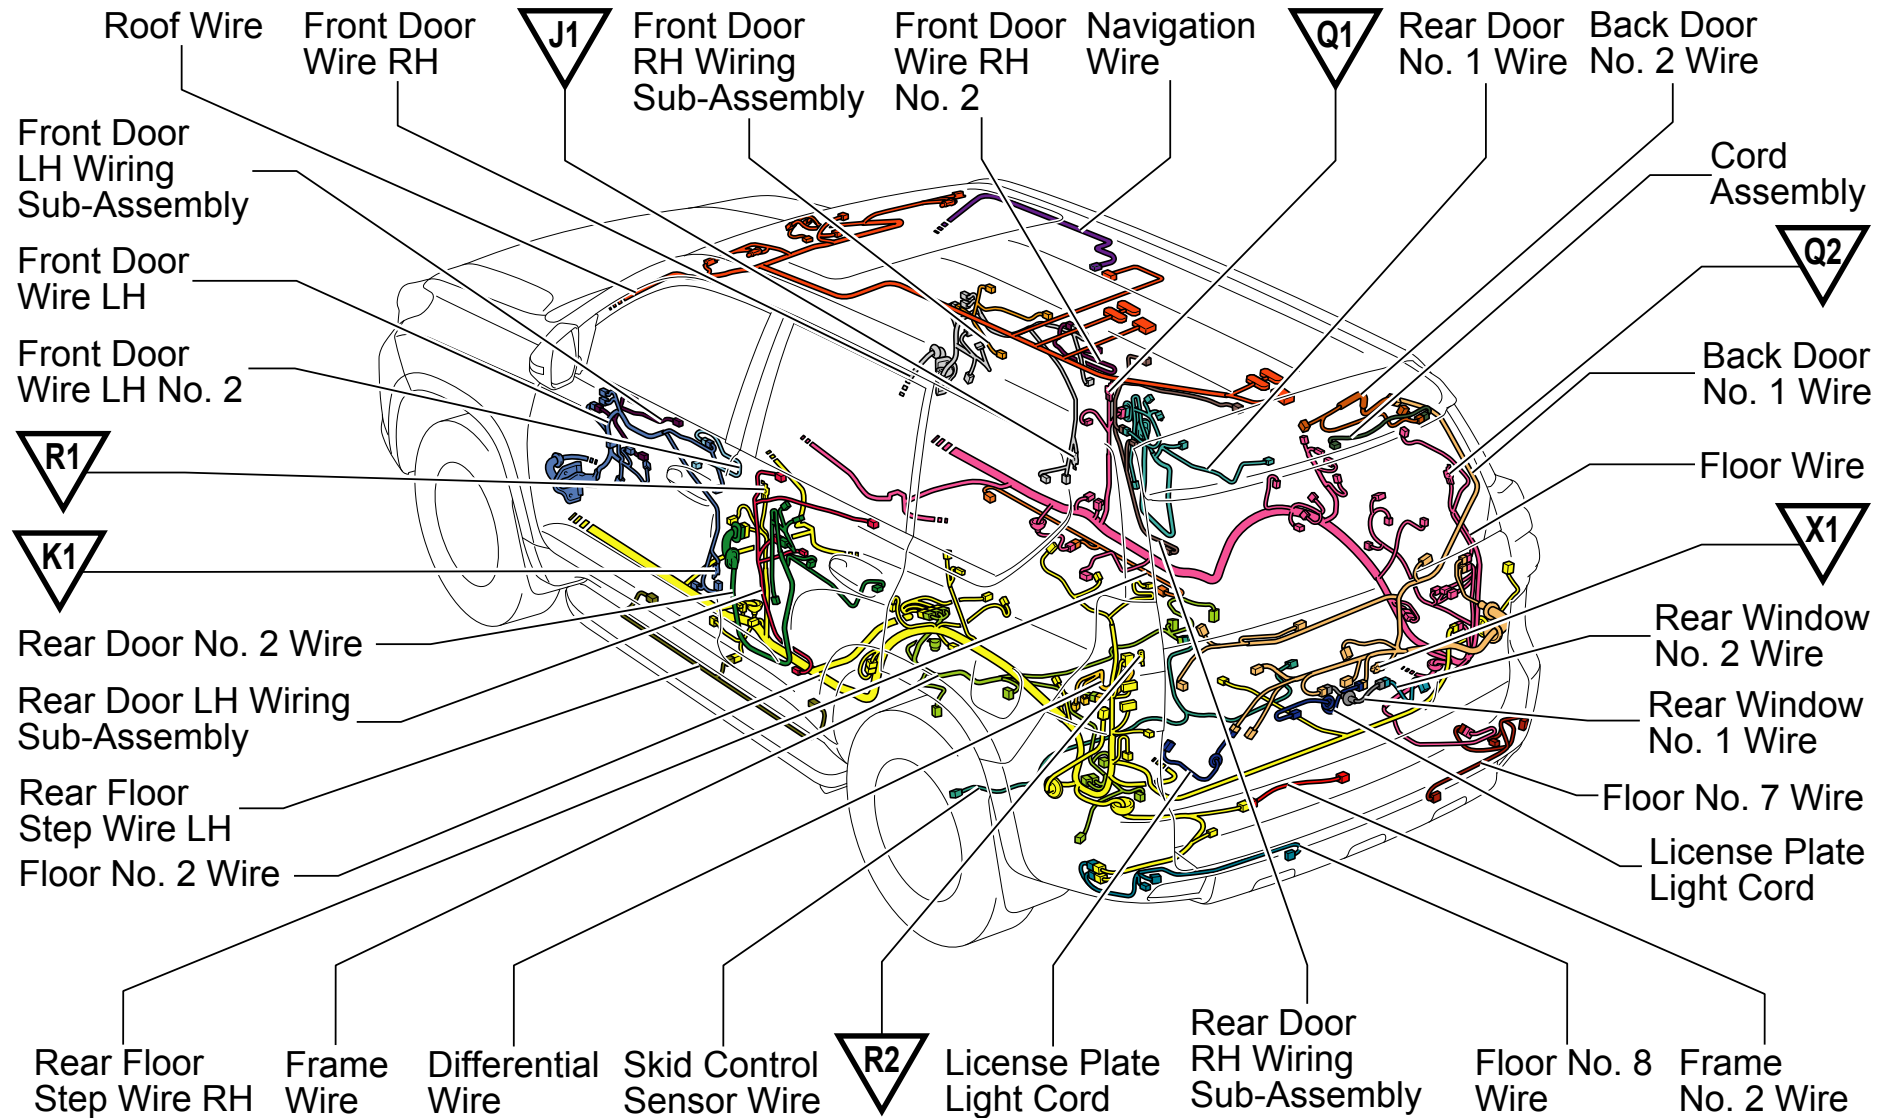 Roof Wire
Front Door
Wire RH
J1
Front Door
RH Wiring
Sub-Assembly
Front Door
Wire RH
No. 2
Navigation
Wire
Q1
Rear Door
No. 1 Wire
Back Door
No. 2 Wire
Front Door
LH Wiring
Sub-Assembly
Cord
Assembly
Front Door
Wire LH
Q2
Front Door
Wire LH No. 2
Back Door
No. 1 Wire
R1
Floor Wire
K1
X1
Rear Door No. 2 Wire
Rear Window
No. 2 Wire
Rear Door LH Wiring
Sub-Assembly
Rear Window
No. 1 Wire
Rear Floor
Step Wire LH
Floor No. 7 Wire
Floor No. 2 Wire
License Plate
Light Cord
Rear Floor
Step Wire RH
Frame
Wire
Differential
Wire
Skid Control
Sensor Wire
R2
License Plate
Light Cord
Rear Door
RH Wiring
Sub-Assembly
Floor No. 8
Wire
Frame
No. 2 Wire